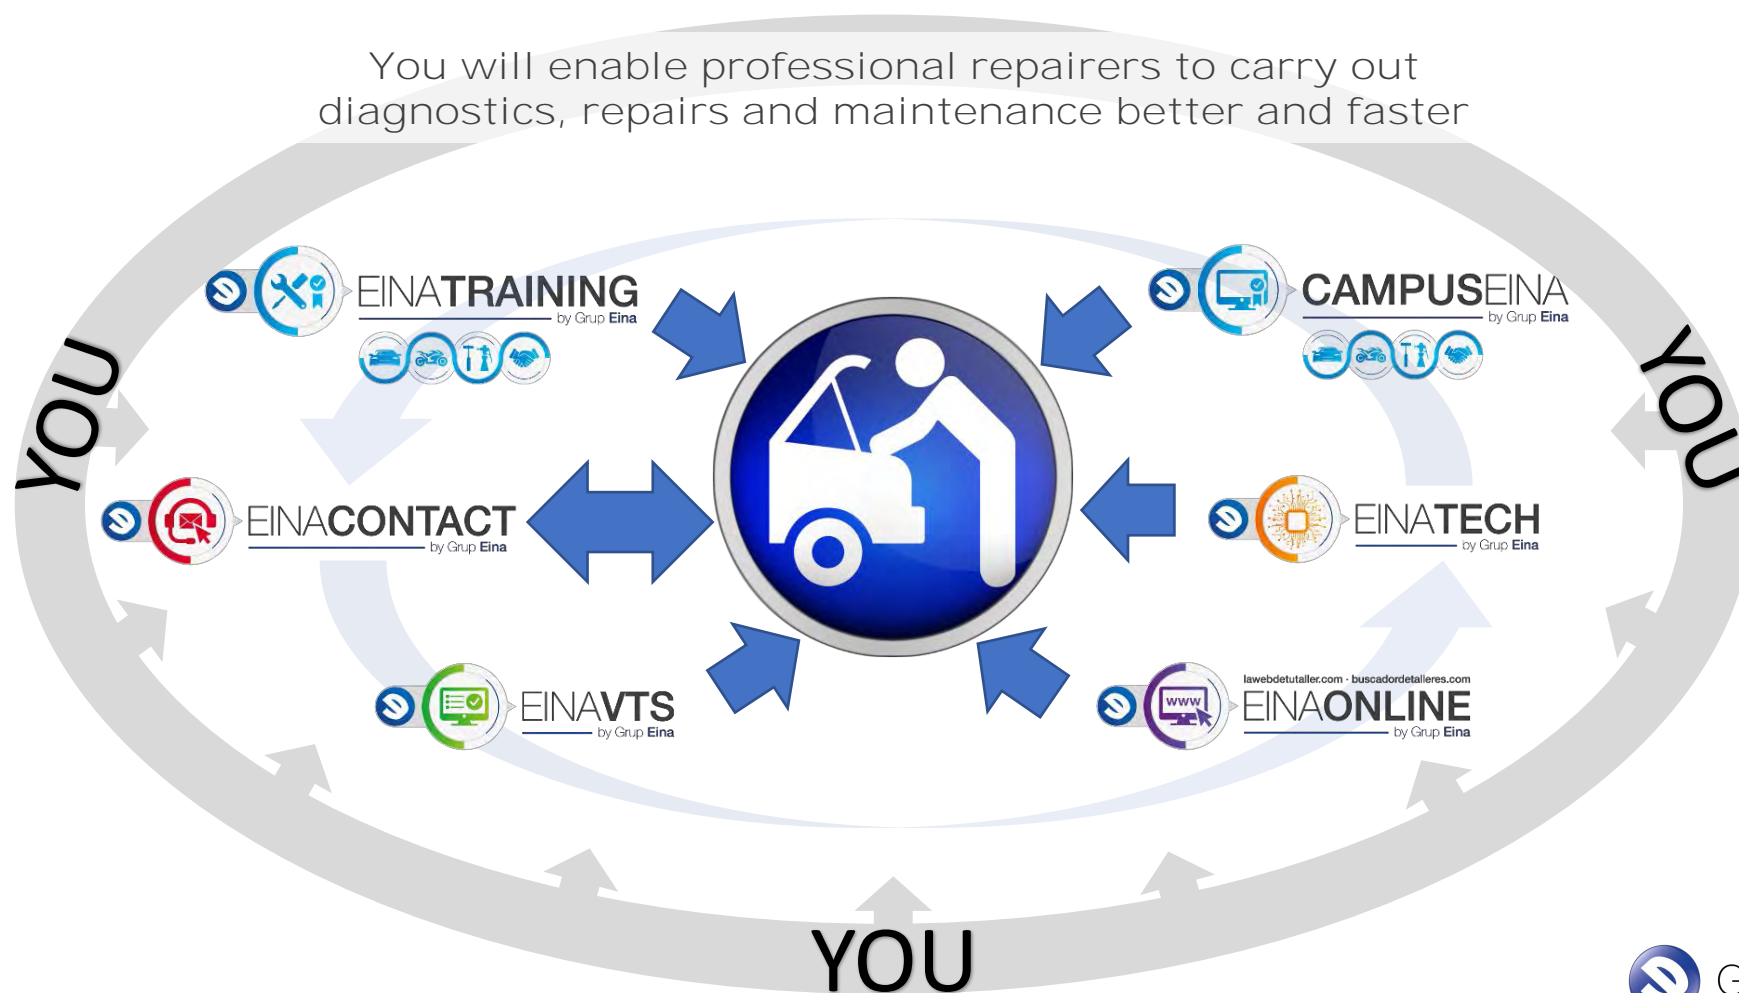 You will enable professional repairers to carry out
diagnostics, repairs and maintenance better and faster
EINATRAINING
by Grup Eina
CAMPUSEINA
by Grup Eina
YOU
YOU
EINACONTACT
by Grup Eina
EINATECH
by Grup Eina
EINAVTS
by Grup Eina
lawebdetutaller.com · buscadordetalleres.com
www
EINAONLINE
by Grup Eina
YOU